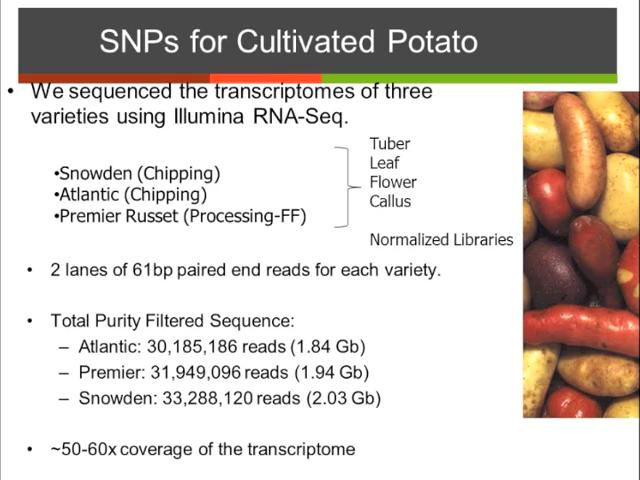 SNPs for Cultivated Potato
• We sequenced the transcriptomes of three
varieties using Illumina RNA-Seq.
•Snowden (Chipping)
•Atlantic (Chipping)
•Premier Russet (Processing-FF)
Tuber
Leaf
Flower
Callus
Normalized Libraries
• 2 lanes of 61bp paired end reads for each variety.
• Total Purity Filtered Sequence:
– Atlantic: 30,185,186 reads (1.84 Gb)
– Premier: 31,949,096 reads (1.94 Gb)
– Snowden: 33,288,120 reads (2.03 Gb)
• ~50-60x coverage of the transcriptome